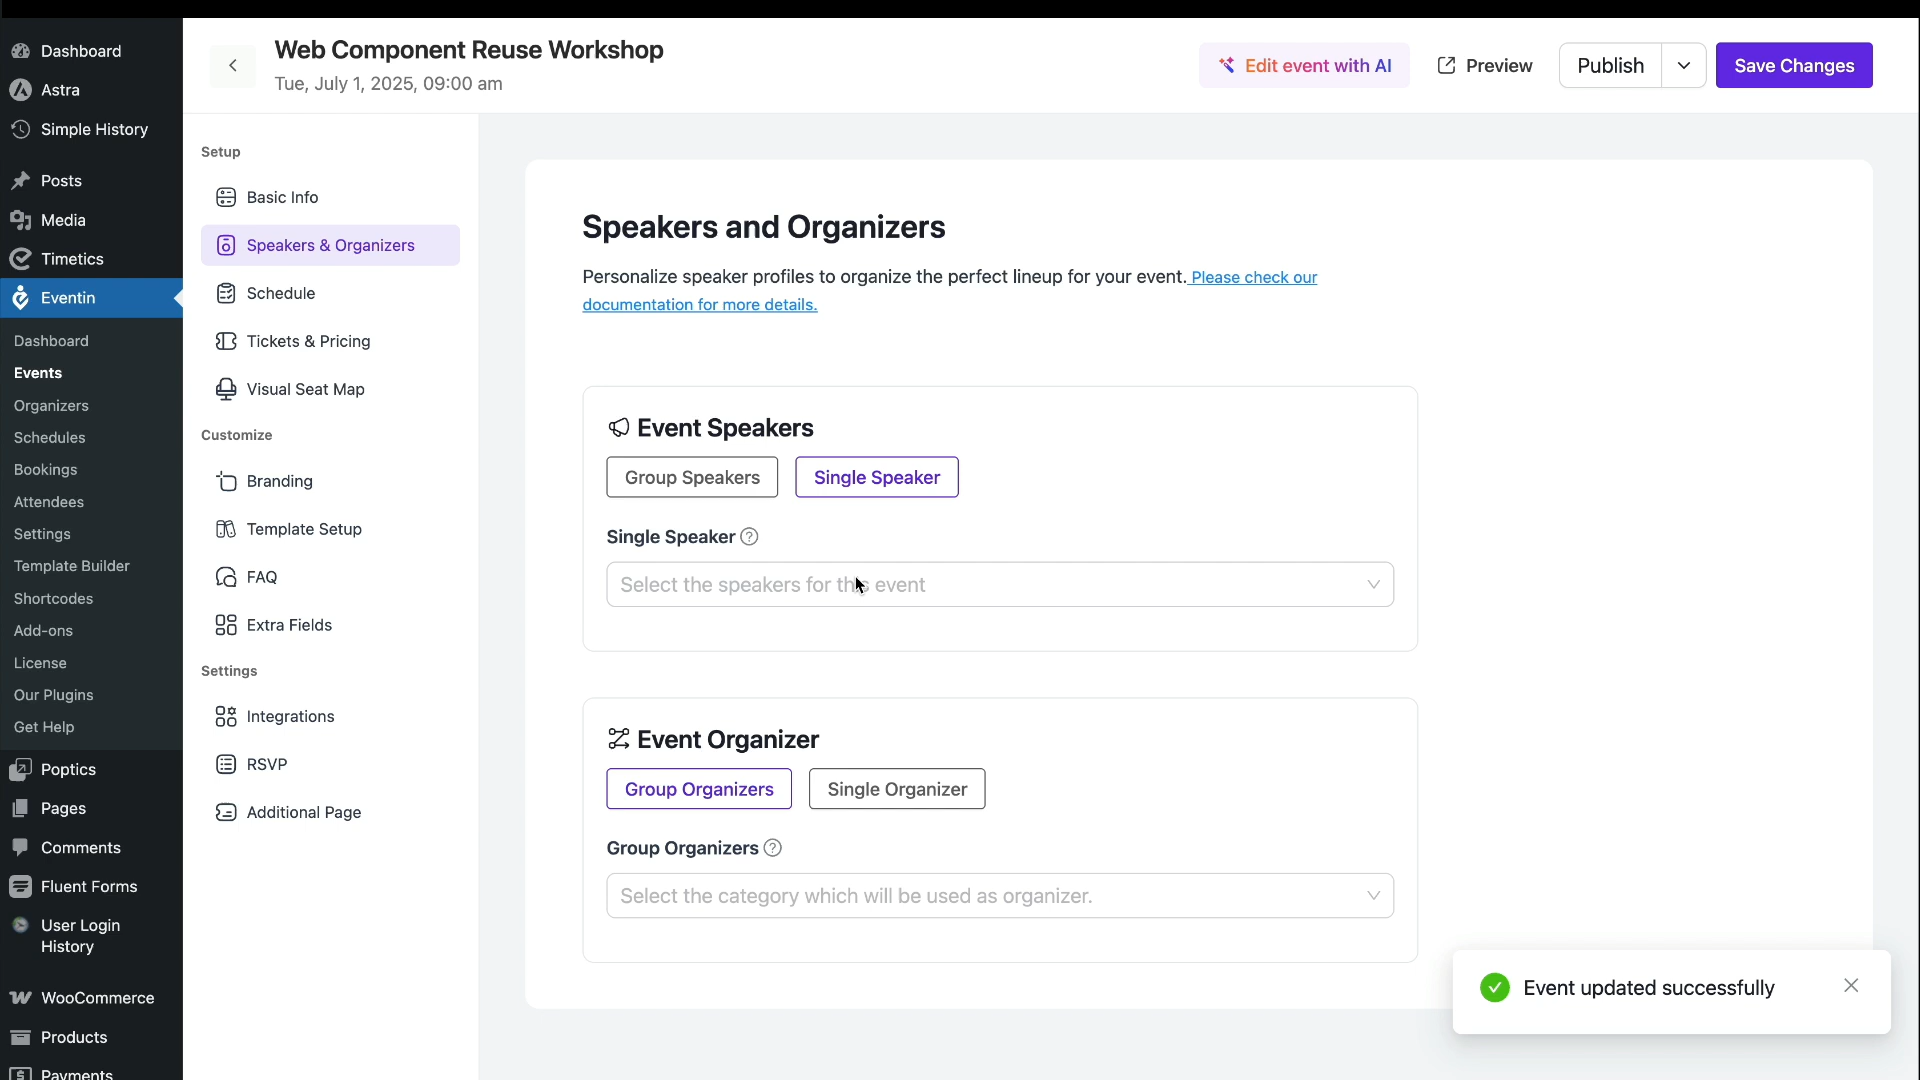 Dashboard
Astra
Simple History
Posts
Media
Timetics
Eventin
Dashboard
Events
Organizers
Schedules
Bookings
Attendees
Settings
Template Builder
Shortcodes
Add-ons
License
Our Plugins
Get Help
Poptics
Pages
Comments
Fluent Forms
User Login
History
WooCommerce
Products
Payments
Web Component Reuse Workshop
Tue, July 1, 2025, 09:00 am
Edit event with AI
Preview
Publish
Save Changes
Setup
Basic Info
Speakers & Organizers
Schedule
Tickets & Pricing
Visual Seat Map
Customize
Branding
Template Setup
FAQ
Extra Fields
Settings
Integrations
RSVP
Additional Page
Speakers and Organizers
Personalize speaker profiles to organize the perfect lineup for your event. Please check our
documentation for more details.
Event Speakers
Group Speakers
Single Speaker
Single Speaker
Select the speakers for this event
Event Organizer
Group Organizers
Single Organizer
Group Organizers
Select the category which will be used as organizer.
Event updated successfully